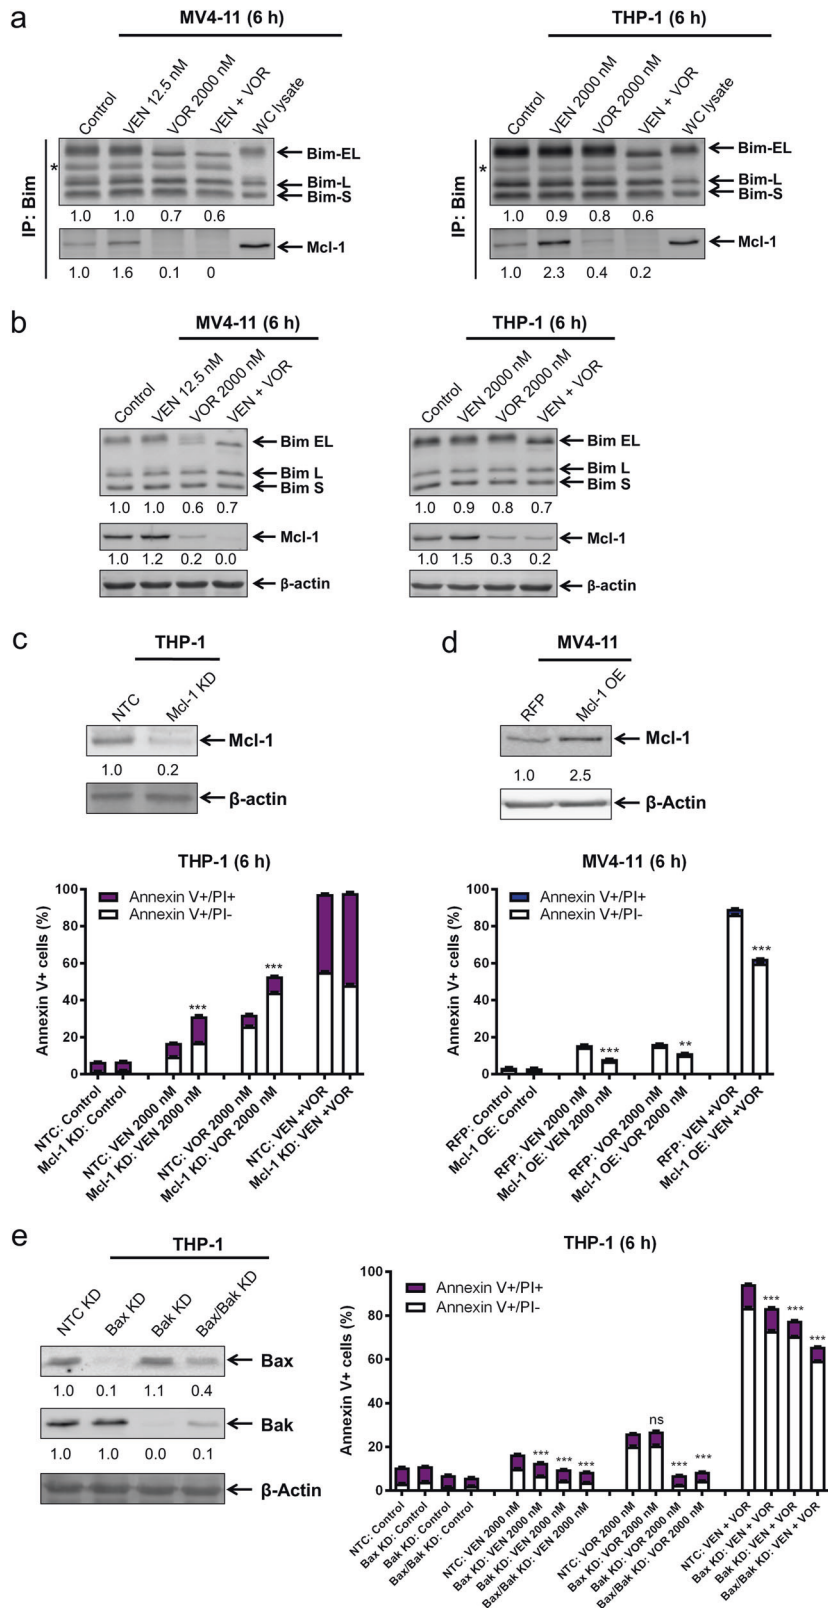 a
MV4-11 (6 h)
Control
VEN 12.5 nM
VOR 2000 nM
VEN + VOR
WC lysate
IP: Bim
*
Bim-EL
Bim-L
Bim-S
1.0 1.0 0.7 0.6
Mcl-1
1.0 1.6 0.1 0
THP-1 (6 h)
Control
VEN 2000 nM
VOR 2000 nM
VEN + VOR
WC lysate
IP: Bim
*
Bim-EL
Bim-L
Bim-S
1.0 0.9 0.8 0.6
Mcl-1
1.0 2.3 0.4 0.2
b
MV4-11 (6 h)
Control
VEN 12.5 nM
VOR 2000 nM
VEN + VOR
Bim EL
Bim L
Bim S
1.0 1.0 0.6 0.7
Mcl-1
1.0 1.2 0.2 0.0
β-actin
THP-1 (6 h)
Control
VEN 2000 nM
VOR 2000 nM
VEN + VOR
Bim EL
Bim L
Bim S
1.0 0.9 0.8 0.7
Mcl-1
1.0 1.5 0.3 0.2
β-actin
c
THP-1
NTC
Mcl-1 KD
Mcl-1
1.0 0.2
β-actin
THP-1 (6 h)
Annexin V+/PI+
Annexin V+/PI-
Annexin V+ cells (%)
100
80
60
40
20
0
***
***
NTC: Control
Mcl-1 KD: Control
NTC: VEN 2000 nM
Mcl-1 KD: VEN 2000 nM
NTC: VOR 2000 nM
Mcl-1 KD: VOR 2000 nM
NTC: VEN +VOR
Mcl-1 KD: VEN +VOR
d
MV4-11
RFP
Mcl-1 OE
Mcl-1
1.0 2.5
β-Actin
MV4-11 (6 h)
Annexin V+/PI+
Annexin V+/PI-
Annexin V+ cells (%)
100
80
60
40
20
0
***
**
***
RFP: Control
Mcl-1 OE: Control
RFP: VEN 2000 nM
Mcl-1 OE: VEN 2000 nM
RFP: VOR 2000 nM
Mcl-1 OE: VOR 2000 nM
RFP: VEN +VOR
Mcl-1 OE: VEN +VOR
e
THP-1
NTC KD
Bax KD
Bak KD
Bax/Bak KD
Bax
1.0 0.1 1.1 0.4
Bak
1.0 1.0 0.0 0.1
β-Actin
THP-1 (6 h)
Annexin V+/PI+
Annexin V+/PI-
Annexin V+ cells (%)
100
80
60
40
20
0
*** *** ***
ns *** ***
*** *** ***
NTC: Control
Bax KD: Control
Bak KD: Control
Bax/Bak KD: Control
NTC: VEN 2000 nM
Bax KD: VEN 2000 nM
Bak KD: VEN 2000 nM
Bax/Bak KD: VEN 2000 nM
NTC: VOR 2000 nM
Bax KD: VOR 2000 nM
Bak KD: VOR 2000 nM
Bax/Bak KD: VOR 2000 nM
NTC: VEN + VOR
Bax KD: VEN + VOR
Bak KD: VEN + VOR
Bax/Bak KD: VEN + VOR